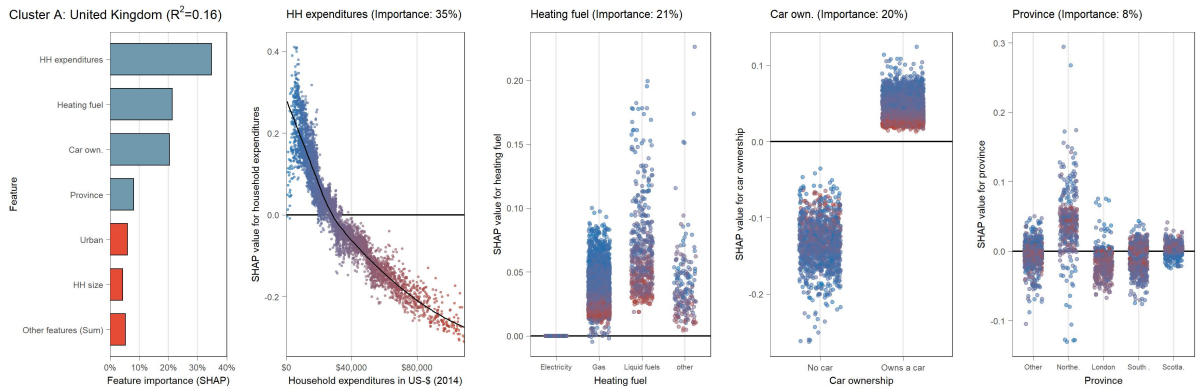 Cluster A: United Kingdom (R²=0.16)
Feature
HH expenditures
Heating fuel
Car own.
Province
Urban
HH size
Other features (Sum)
0%
10%
20%
30%
40%
Feature importance (SHAP)
HH expenditures (Importance: 35%)
SHAP value for household expenditures
0.4
0.2
0.0
-0.2
$0
$40,000
$80,000
Household expenditures in US-$ (2014)
Heating fuel (Importance: 21%)
SHAP value for heating fuel
0.20
0.15
0.10
0.05
0.00
Electricity
Gas
Liquid fuels
other
Heating fuel
Car own. (Importance: 20%)
SHAP value for car ownership
0.1
0.0
-0.1
-0.2
No car
Owns a car
Car ownership
Province (Importance: 8%)
SHAP value for province
0.3
0.2
0.1
0.0
-0.1
Other
Northe.
London
South .
Scotla.
Province